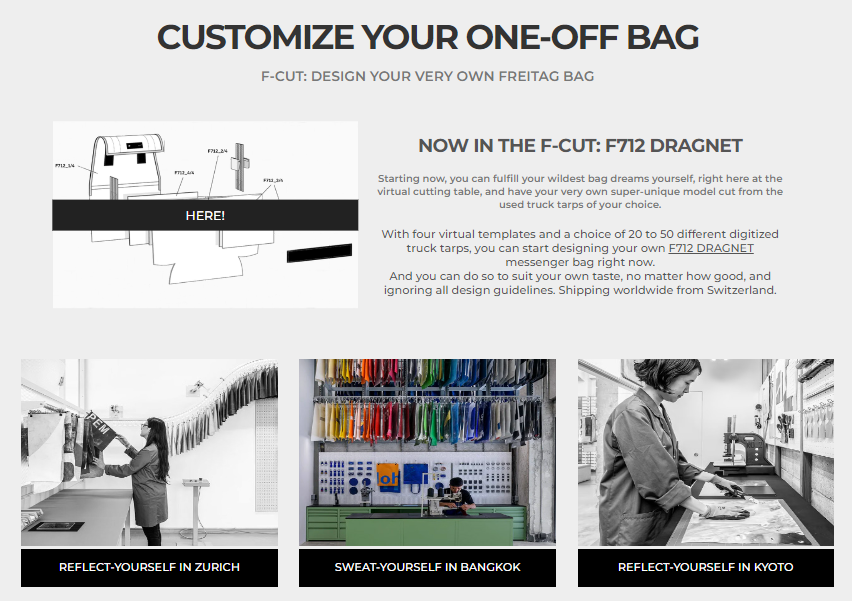 CUSTOMIZE YOUR ONE-OFF BAG
F-CUT: DESIGN YOUR VERY OWN FREITAG BAG
F712_1/4
F712_2/4
F712_4/4
HERE!
NOW IN THE F-CUT: F712 DRAGNET
Starting now, you can fulfill your wildest bag dreams yourself, right here at the
virtual cutting table, and have your very own super-unique model cut from the
used truck tarps of your choice.
With four virtual templates and a choice of 20 to 50 different digitized
truck tarps, you can start designing your own F712 DRAGNET
messenger bag right now.
And you can do so to suit your own taste, no matter how good, and
ignoring all design guidelines. Shipping worldwide from Switzerland.
REFLECT-YOURSELF IN ZURICH
SWEAT-YOURSELF IN BANGKOK
REFLECT-YOURSELF IN KYOTO